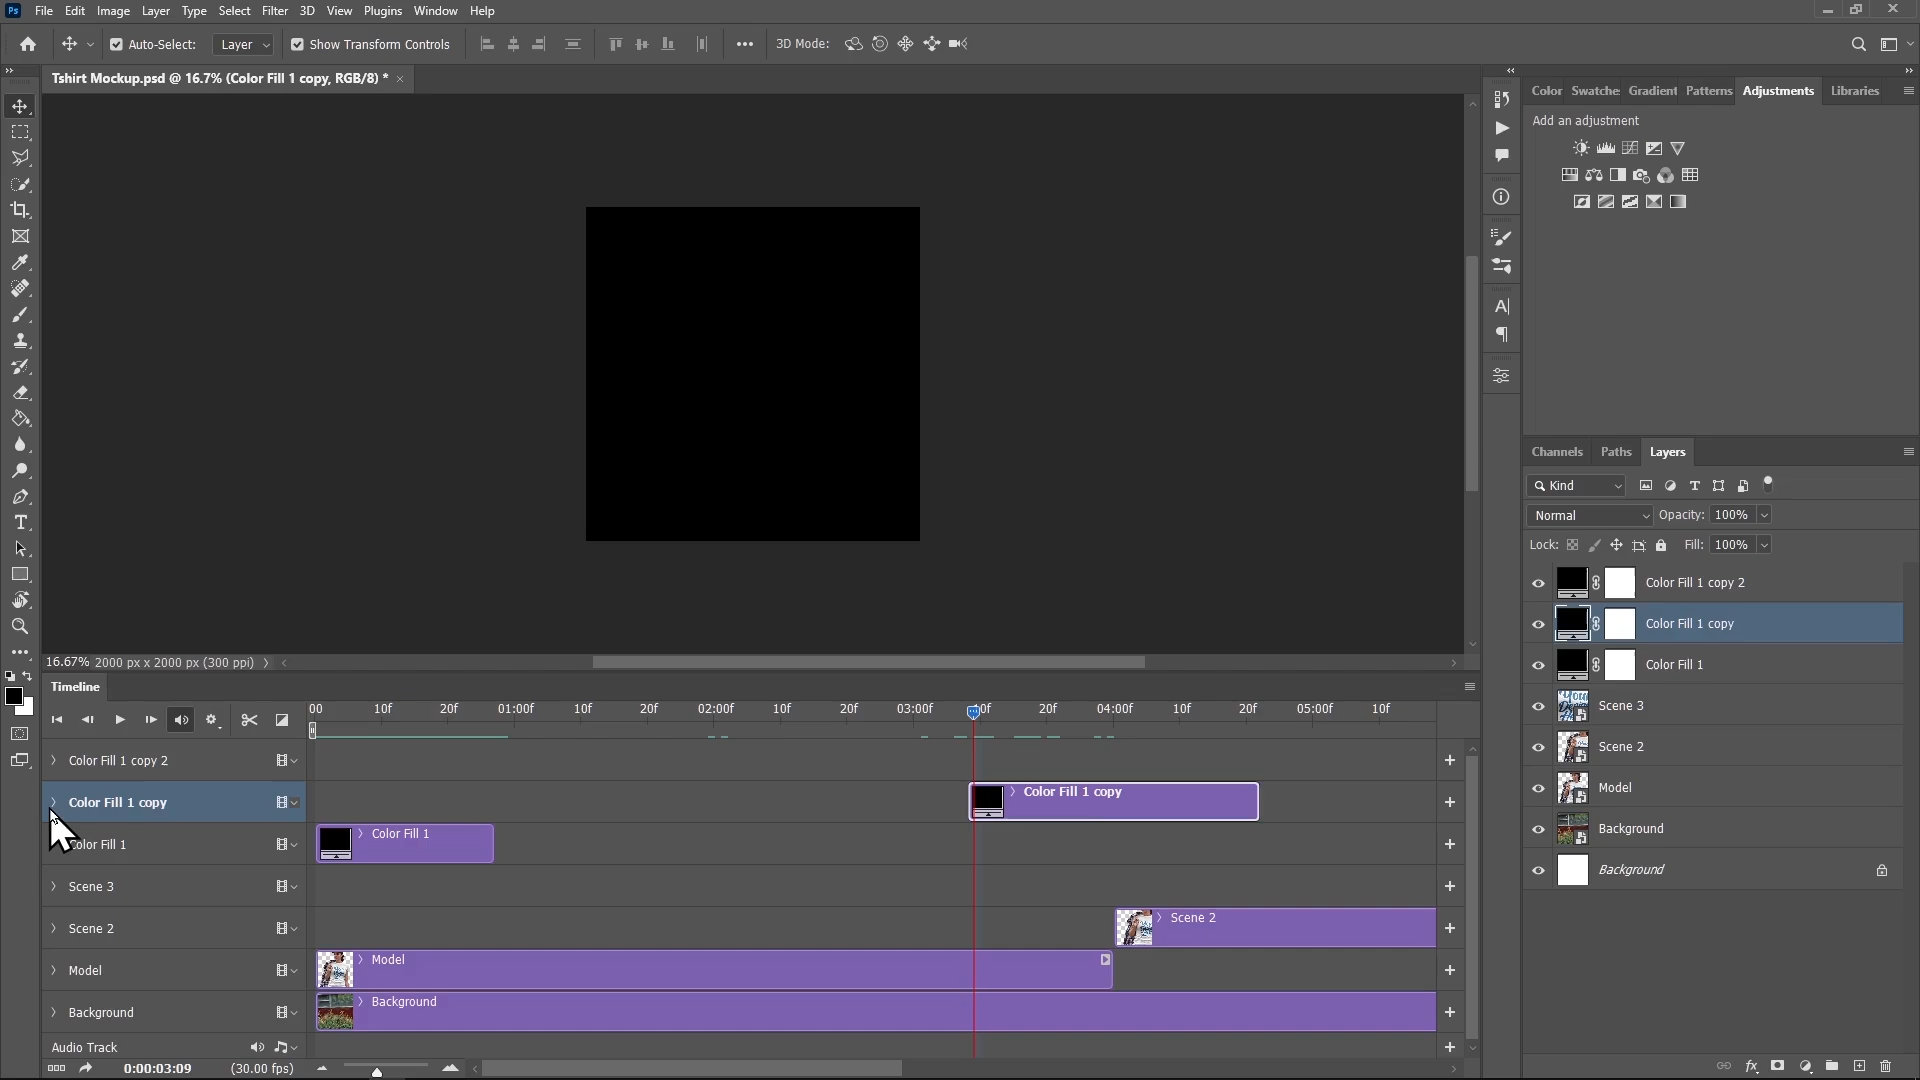 Ps File Edit Image Layer Type Select Filter 3D View Plugins Window Help
Auto-Select: Layer Show Transform Controls 3D Mode:
Tshirt Mockup.psd @ 16.7% (Color Fill 1 copy, RGB/8) *
Color Swatche Gradient Patterns Adjustments Libraries
Add an adjustment
Channels Paths Layers
Kind
Normal Opacity: 100%
Lock: Fill: 100%
Color Fill 1 copy 2
Color Fill 1 copy
Color Fill 1
Scene 3
Scene 2
Model
Background
Background
16.67% 2000 px x 2000 px (300 ppi)
Timeline
00 10f 20f 01:00f 10f 20f 02:00f 10f 20f 03:00f 0f 20f 04:00f 10f 20f 05:00f 10f
Color Fill 1 copy 2
Color Fill 1 copy Color Fill 1 copy
Color Fill 1 Color Fill 1
Scene 3
Scene 2 Scene 2
Model Model
Background Background
Audio Track
0:00:03:09 (30.00 fps)